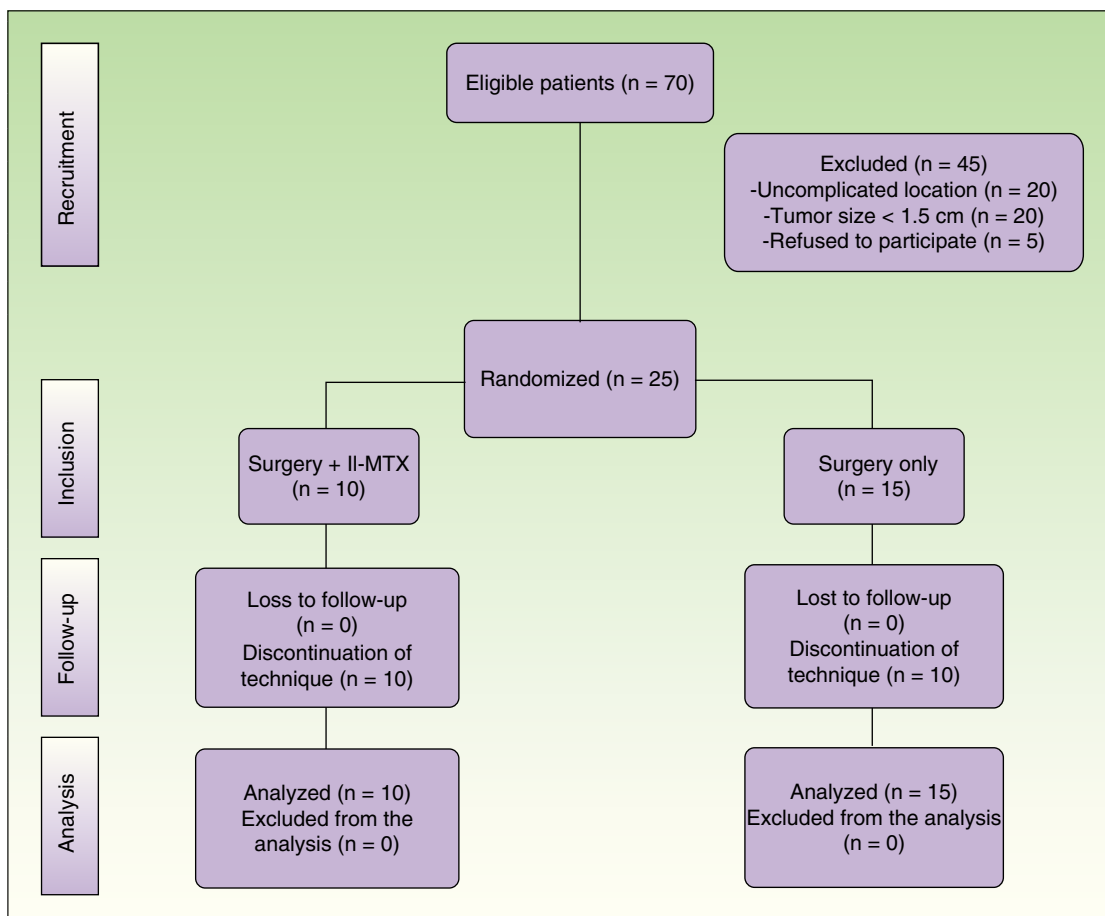 Recruitment
Eligible patients (n = 70)
Excluded (n = 45)
-Uncomplicated location (n = 20)
-Tumor size < 1.5 cm (n = 20)
-Refused to participate (n = 5)
Randomized (n = 25)
Inclusion
Surgery + Il-MTX
(n = 10)
Surgery only
(n = 15)
Follow-up
Loss to follow-up
(n = 0)
Discontinuation of
technique (n = 10)
Lost to follow-up
(n = 0)
Discontinuation of
technique (n = 10)
Analysis
Analyzed (n = 10)
Excluded from the
analysis (n = 0)
Analyzed (n = 15)
Excluded from the analysis
(n = 0)